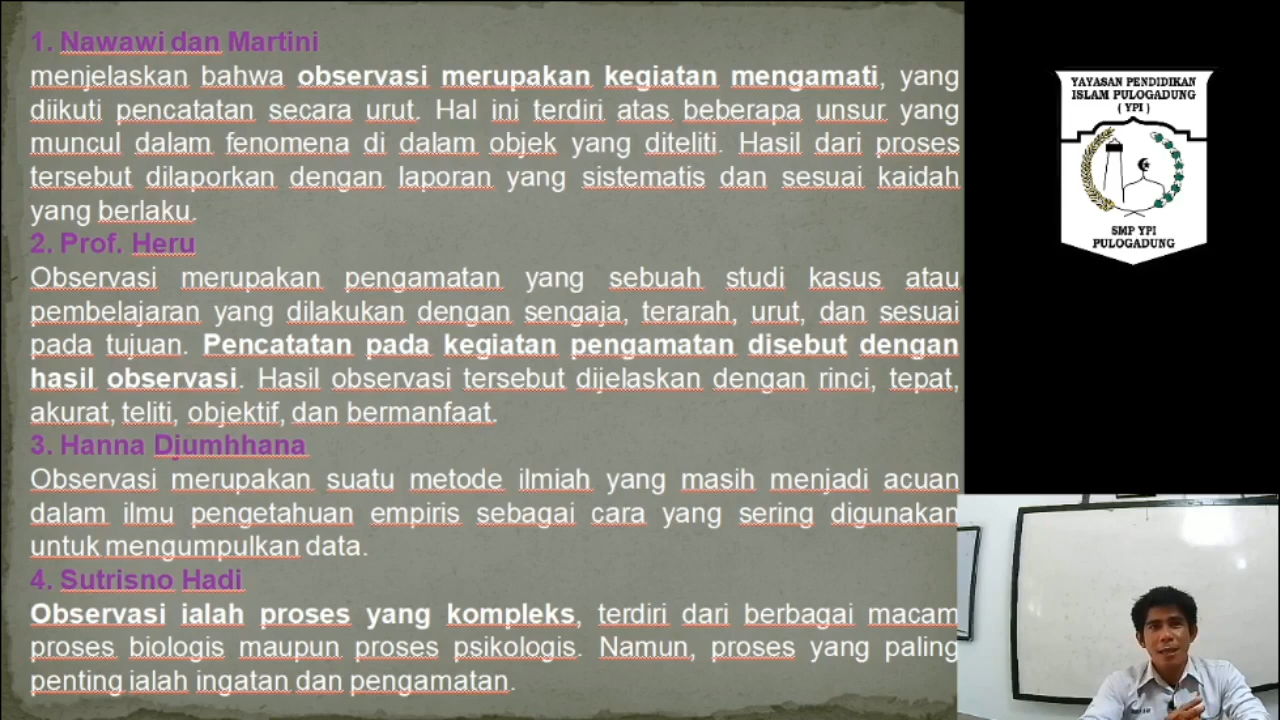 1. Nawawi dan Martini
menjelaskan bahwa observasi merupakan kegiatan mengamati, yang
diikuti pencatatan secara urut. Hal ini terdiri atas beberapa unsur yang
muncul dalam fenomena di dalam objek yang diteliti. Hasil dari proses
tersebut dilaporkan dengan laporan yang sistematis dan sesuai kaidah
yang berlaku.
2. Prof. Heru
Observasi merupakan pengamatan yang sebuah studi kasus atau
pembelajaran yang dilakukan dengan sengaja, terarah, urut, dan sesuai
pada tujuan. Pencatatan pada kegiatan pengamatan disebut dengan
hasil observasi. Hasil observasi tersebut dijelaskan dengan rinci, tepat,
akurat, teliti, objektif, dan bermanfaat.
3. Hanna Djumhhana
Observasi merupakan suatu metode ilmiah yang masih menjadi acuan
dalam ilmu pengetahuan empiris sebagai cara yang sering digunakan
untuk mengumpulkan data.
4. Sutrisno Hadi
Observasi ialah proses yang kompleks, terdiri dari berbagai macam
proses biologis maupun proses psikologis. Namun, proses yang paling
penting ialah ingatan dan pengamatan.
YAYASAN PENDIDIKAN
ISLAM PULOGADUNG
( YPI )
SMP YPI
PULOGADUNG